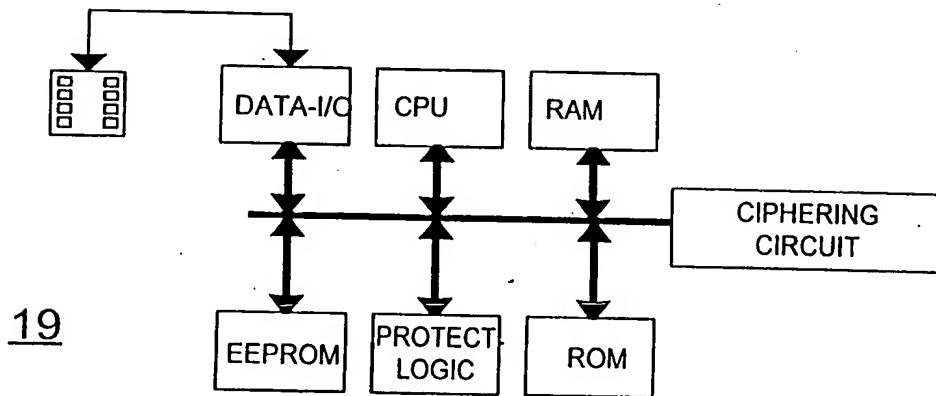 DATA-I/O
CPU
RAM
CIPHERING
CIRCUIT
19
EEPROM
PROTECT
LOGIC
ROM